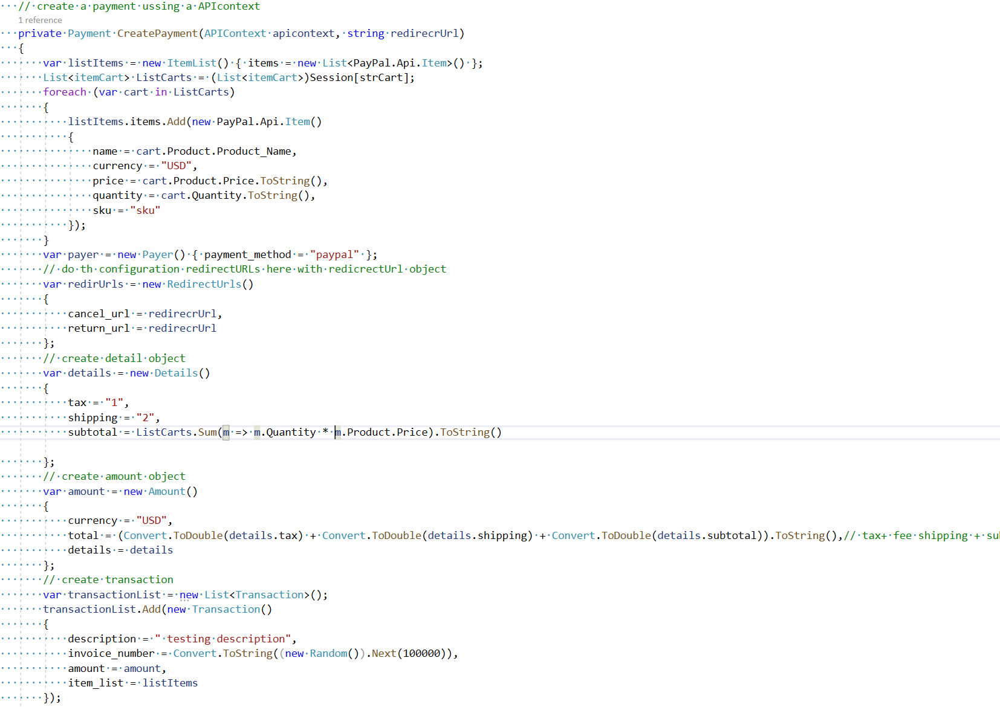 // create a payment ussing a APIcontext
1 reference
private Payment CreatePayment(APIContext apicontext, string redirecrUrl)
{
var listItems = new ItemList() { items = new List<PayPal.Api.Item>() };
List<itemCart> ListCarts = (List<itemCart>)Session[strCart];
foreach (var cart in ListCarts)
{
listItems.items.Add(new PayPal.Api.Item()
{
name = cart.Product.Product_Name,
currency = "USD",
price = cart.Product.Price.ToString(),
quantity = cart.Quantity.ToString(),
sku = "sku"
});
}
var payer = new Payer() { payment_method = "paypal" };
// do th configuration redirectURLs here with redicrectUrl object
var redirUrls = new RedirectUrls()
{
cancel_url = redirecrUrl,
return_url = redirecrUrl
};
// create detail object
var details = new Details()
{
tax = "1",
shipping = "2",
subtotal = ListCarts.Sum(m => m.Quantity * m.Product.Price).ToString()
};
// create amount object
var amount = new Amount()
{
currency = "USD",
total = (Convert.ToDouble(details.tax) + Convert.ToDouble(details.shipping) + Convert.ToDouble(details.subtotal)).ToString(),// tax+ fee shipping +
details = details
};
// create transaction
var transactionList = new List<Transaction>();
transactionList.Add(new Transaction()
{
description = " testing description",
invoice_number = Convert.ToString((new Random()).Next(100000)),
amount = amount,
item_list = listItems
});